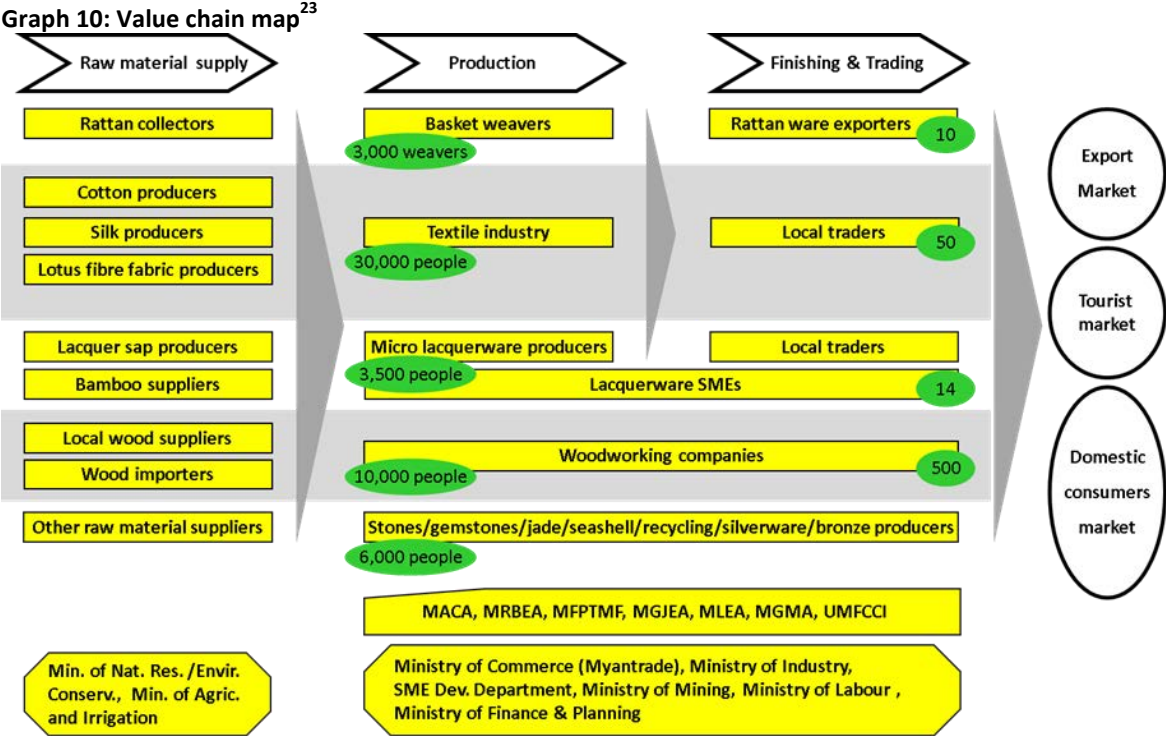 Graph 10: Value chain map23
Raw material supply
Production
Finishing & Trading
Rattan collectors
Basket weavers
3,000 weavers
Rattan ware exporters
10
Cotton producers
Silk producers
Lotus fibre fabric producers
Textile industry
30,000 people
Local traders
50
Lacquer sap producers
Bamboo suppliers
Micro lacquerware producers
3,500 people
Local traders
Lacquerware SMEs
14
Local wood suppliers
Wood importers
Woodworking companies
10,000 people
500
Other raw material suppliers
Stones/gemstones/jade/seashell/recycling/silverware/bronze producers
6,000 people
Export
Market
Tourist
market
Domestic
consumers
market
MACA, MRBEA, MFPTMF, MGJEA, MLEA, MGMA, UMFCCI
Min. of Nat. Res. /Envir.
Conserv., Min. of Agric.
and Irrigation
Ministry of Commerce (Myantrade), Ministry of Industry,
SME Dev. Department, Ministry of Mining, Ministry of Labour ,
Ministry of Finance & Planning